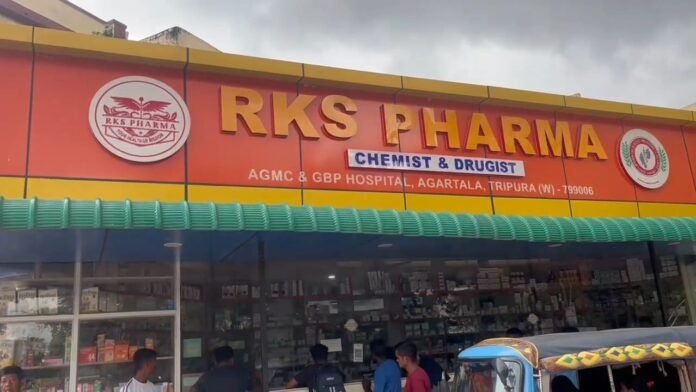 RKS PHARMA
RKS PHARMA
CHEMIST & DRUGIST
AGMC & GBP HOSPITAL, AGARTALA, TRIPURA (W) - 799006